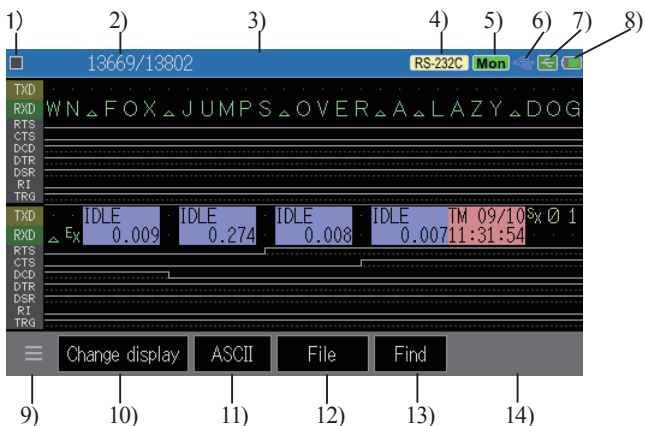 1) 2) 3) 4) 5) 6) 7) 8)
13669/13802 RS-232C Mon
TXD
RXD WN▵FOX▵JUMPS▵OVER▵A▵LAZY▵DOG
RTS
CTS
DCD
DTR
DSR
RI
TRG
TXD IDLE IDLE IDLE IDLE TM 09/10 Sx 0 1
RXD ▵ Ex 0.009 0.274 0.008 0.007 11:31:54
RTS
CTS
DCD
DTR
DSR
RI
TRG
Change display ASCII File Find
9) 10) 11) 12) 13) 14)